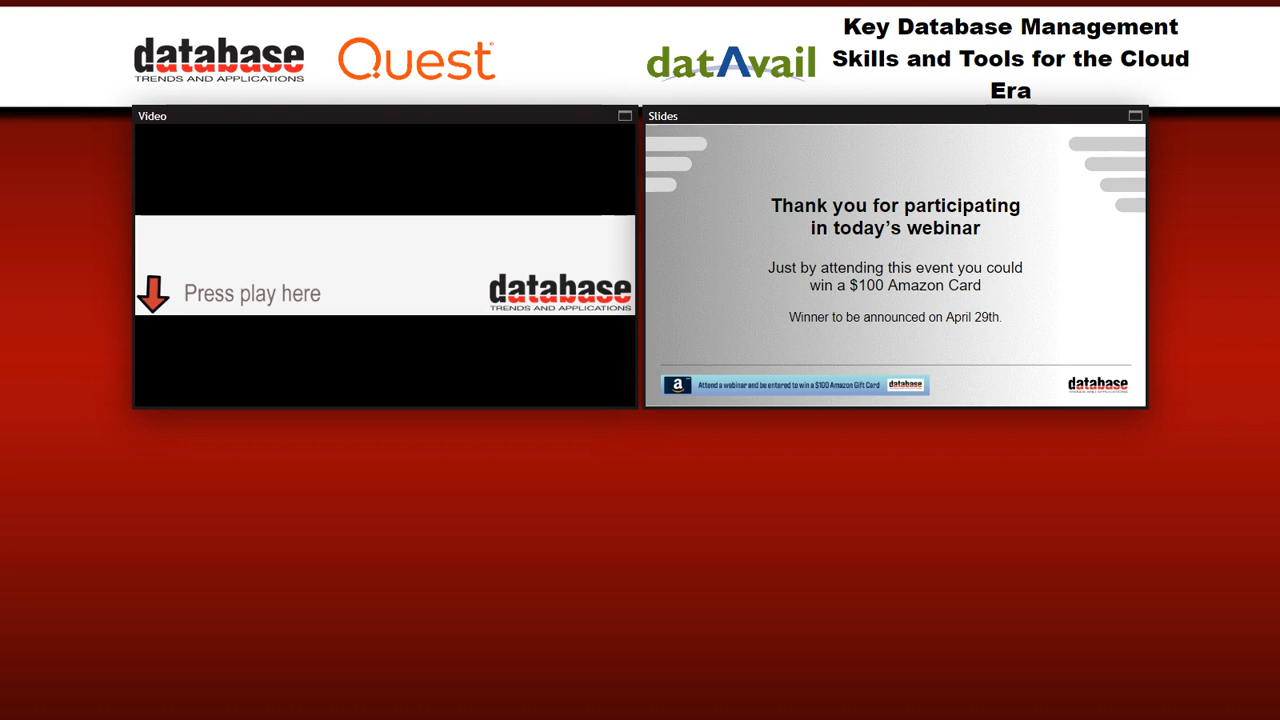 database
TRENDS AND APPLICATIONS
Quest
datAvail
Key Database Management
Skills and Tools for the Cloud
Era
Video
Press play here
database
TRENDS AND APPLICATIONS
Slides
Thank you for participating
in today's webinar
Just by attending this event you could
win a $100 Amazon Card
Winner to be announced on April 29th.
a
Attend a webinar and be entered to win a $100 Amazon Gift Card
database
database
TRENDS AND APPLICATIONS